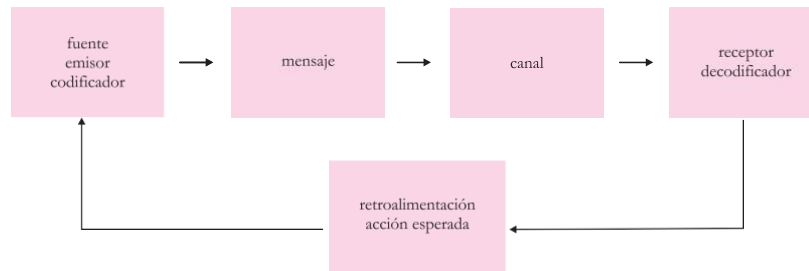 fuente
emisor
codificador
mensaje
canal
receptor
decodificador
retroalimentación
acción esperada